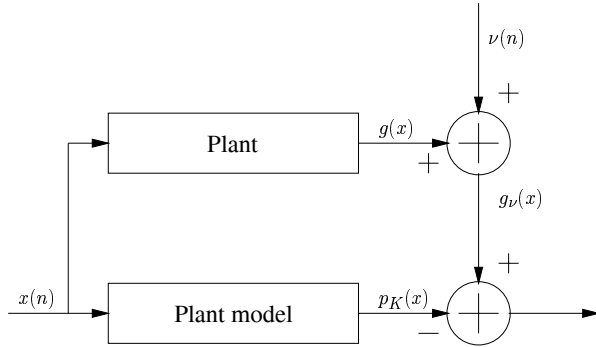 ν(n)
+
Plant
g(x)
+
g_ν(x)
+
x(n)
Plant model
p_K(x)
−